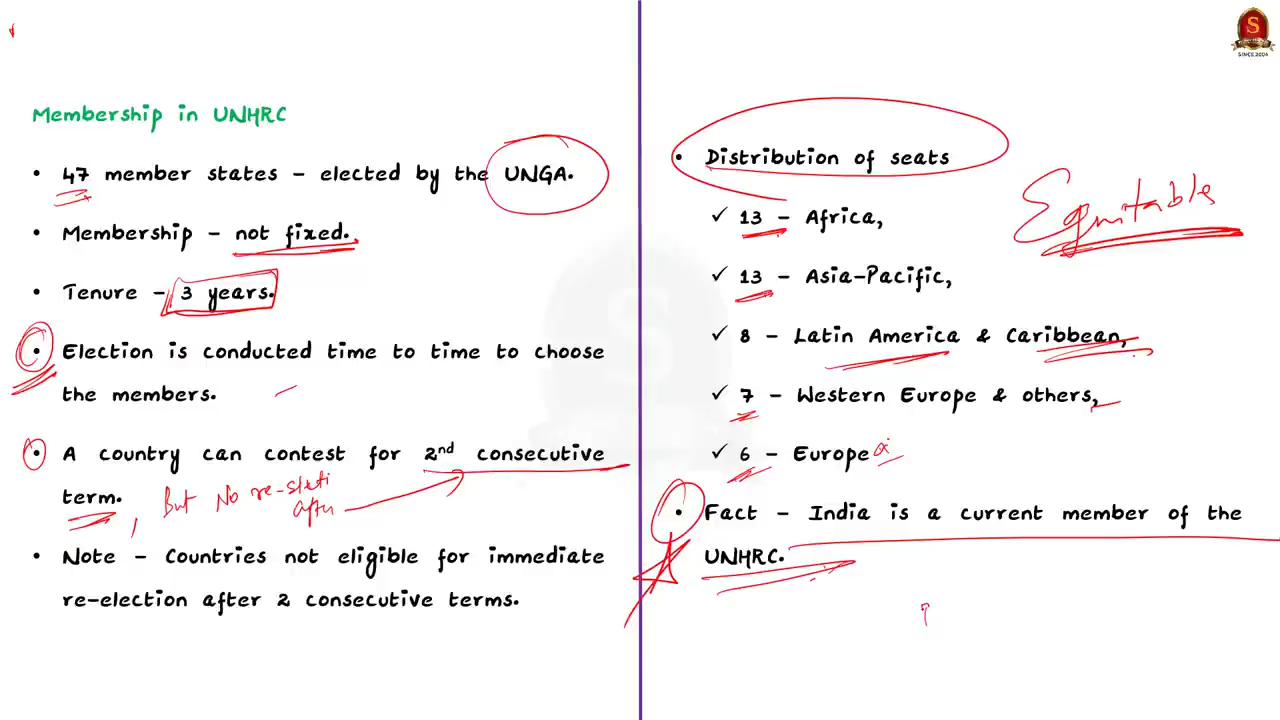 Membership in UNHRC
• 47 member states - elected by the UNGA.
• Membership - not fixed.
• Tenure - 3 years.
• Election is conducted time to time to choose
the members.
• A country can contest for 2nd consecutive
term. , But No
after
• Note - Countries not eligible for immediate
re-election after 2 consecutive terms.
S
SINCE 2004
• Distribution of seats
✓ 13 - Africa,
Equitable
✓ 13 - Asia-Pacific,
✓ 8 - Latin America & Caribbean,
✓ 7 - Western Europe & others,
✓ 6 - Europe
• Fact - India is a current member of the
UNHRC.